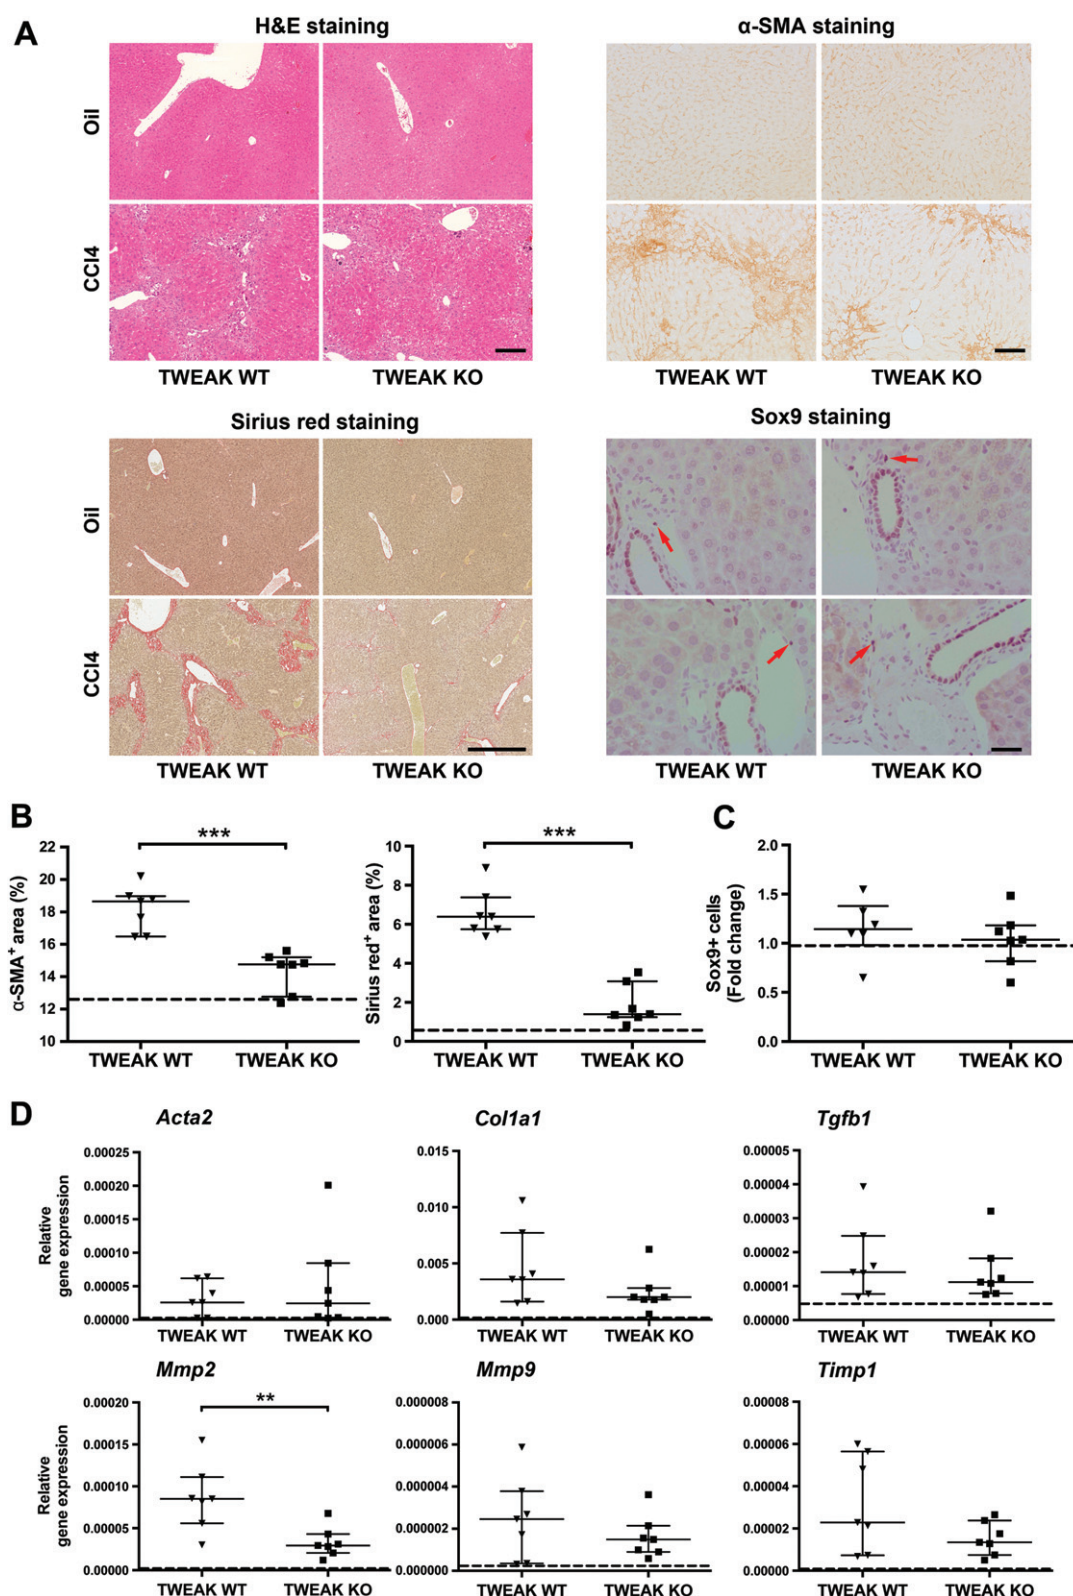 A
H&E staining
α-SMA staining
Oil
CCl4
TWEAK WT TWEAK KO
TWEAK WT TWEAK KO
Sirius red staining
Sox9 staining
Oil
CCl4
TWEAK WT TWEAK KO
TWEAK WT TWEAK KO
B
α-SMA+ area (%)
22
20
18
16
14
12
10
***
TWEAK WT TWEAK KO
Sirius red+ area (%)
10
8
6
4
2
0
***
TWEAK WT TWEAK KO
C
Sox9+ cells
(Fold change)
2.0
1.5
1.0
0.5
0.0
TWEAK WT TWEAK KO
D
Acta2
Relative
gene expression
0.00025
0.00020
0.00015
0.00010
0.00005
0.00000
TWEAK WT TWEAK KO
Col1a1
0.015
0.010
0.005
0.000
TWEAK WT TWEAK KO
Tgfb1
0.00005
0.00004
0.00003
0.00002
0.00001
0.00000
TWEAK WT TWEAK KO
Mmp2
Relative
gene expression
0.00020
0.00015
0.00010
0.00005
0.00000
**
TWEAK WT TWEAK KO
Mmp9
0.000008
0.000006
0.000004
0.000002
0.000000
TWEAK WT TWEAK KO
Timp1
0.00008
0.00006
0.00004
0.00002
0.00000
TWEAK WT TWEAK KO